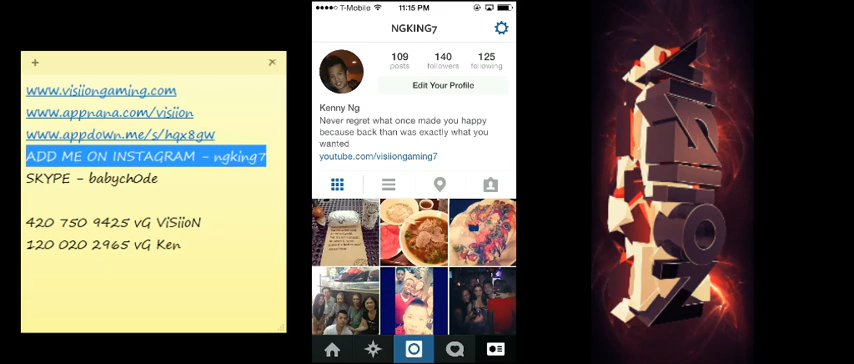 www.visiiongaming.com
www.appnana.com/visiion
www.appdown.me/s/hqx8gw
ADD ME ON INSTAGRAM - ngking7
SKYPE - babych0de
420 750 9425 vG ViSiioN
120 020 2965 vG Ken
T-Mobile 11:15 PM
NGKING7
109 140 125
posts followers following
Edit Your Profile
Kenny Ng
Never regret what once made you happy
because back than was exactly what you
wanted
youtube.com/visiiongaming7